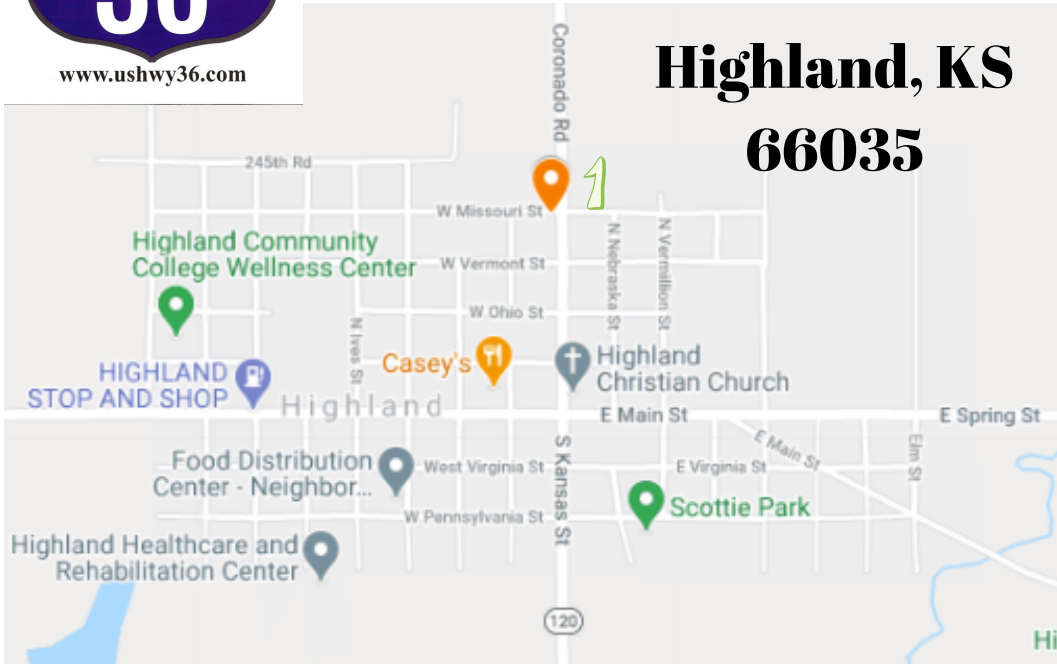 36
www.ushwy36.com
Highland, KS
66035
Coronado Rd
245th Rd
1
W Missouri St
N Nebraska St
N Vermillion St
Highland Community
College Wellness Center
W Vermont St
W Ohio St
N Ives St
Casey's
Highland
Christian Church
HIGHLAND
STOP AND SHOP
Highland
E Main St
E Spring St
E Main St
Elm St
S Kansas St
Food Distribution
Center - Neighbor...
West Virginia St
E Virginia St
Scottie Park
W Pennsylvania St
Highland Healthcare and
Rehabilitation Center
120
Hi